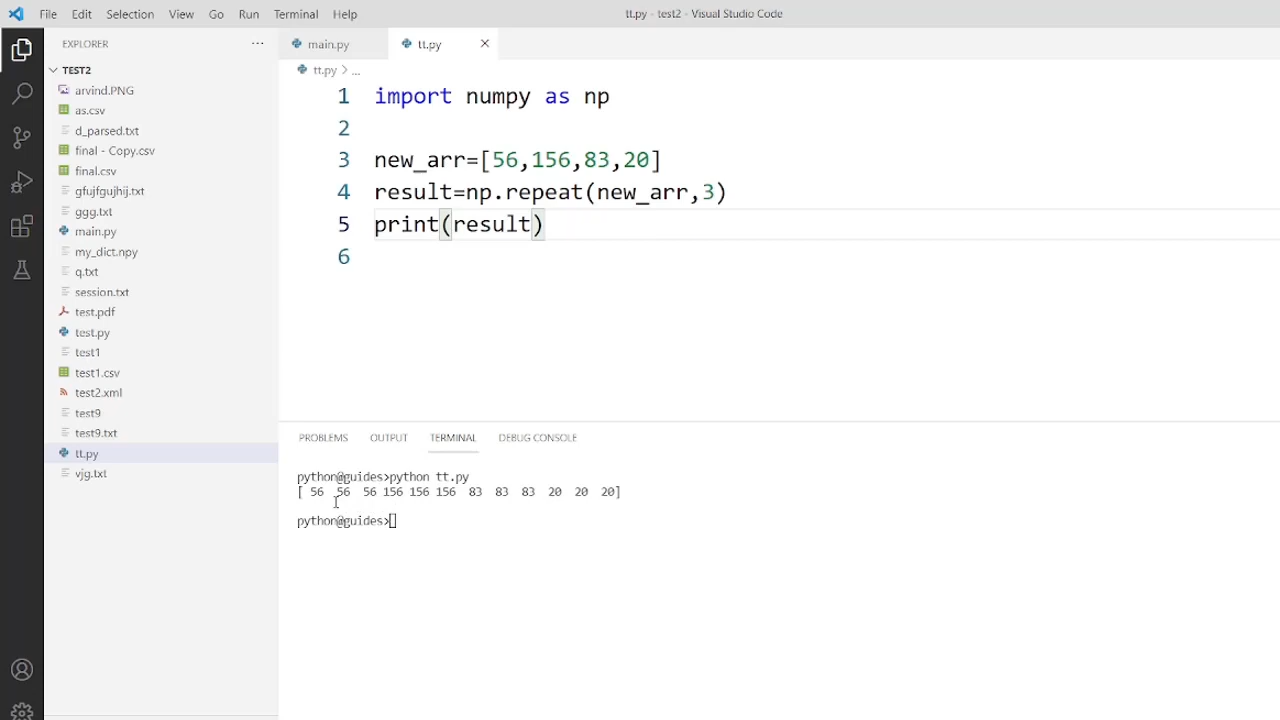 File Edit Selection View Go Run Terminal Help
tt.py - test2 - Visual Studio Code
EXPLORER
TEST2
arvind.PNG
as.csv
d_parsed.txt
final - Copy.csv
final.csv
gfujfgujhij.txt
ggg.txt
main.py
my_dict.npy
q.txt
session.txt
test.pdf
test.py
test1
test1.csv
test2.xml
test9
test9.txt
tt.py
vjg.txt
main.py
tt.py
tt.py > ...
1 import numpy as np
2
3 new_arr=[56,156,83,20]
4 result=np.repeat(new_arr,3)
5 print(result)
6
PROBLEMS OUTPUT TERMINAL DEBUG CONSOLE
python@guides>python tt.py
[ 56 56 56 156 156 156 83 83 83 20 20 20]
python@guides>